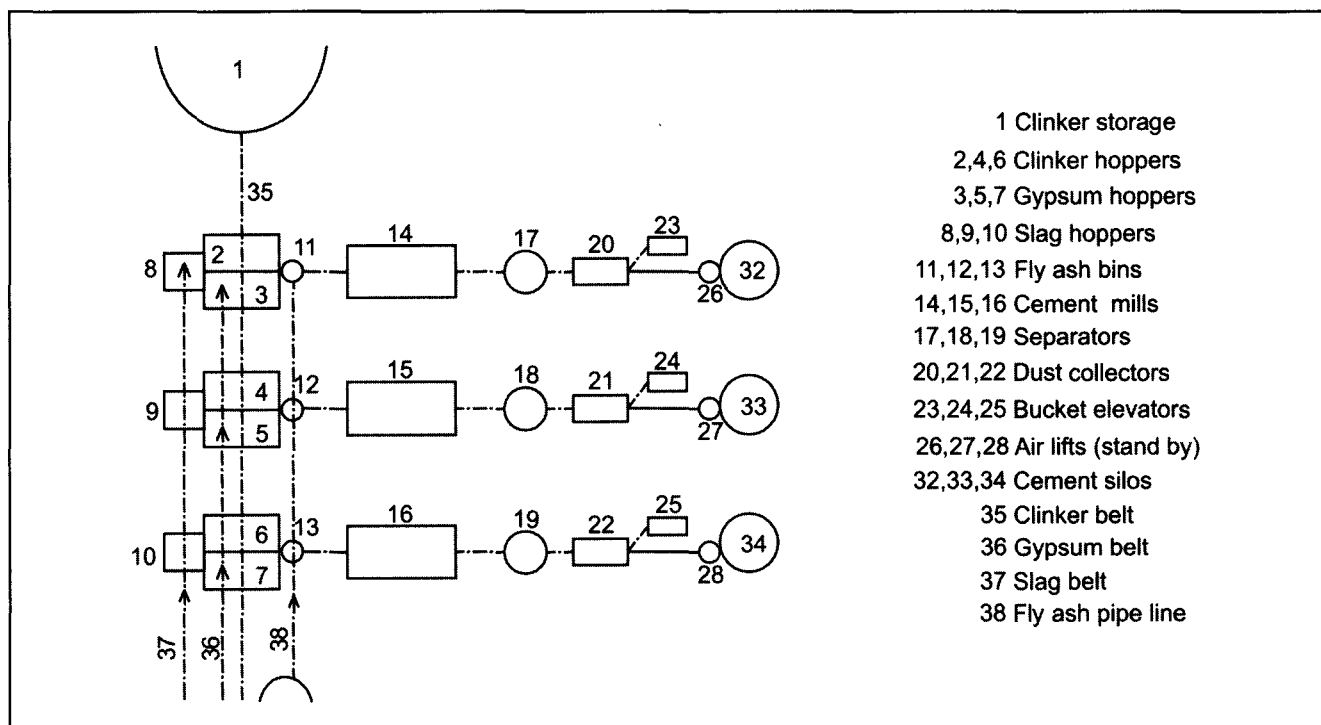 1
35
8
2
3
11
14
17
20
23
26
32
9
4
5
12
15
18
21
24
27
33
10
6
7
13
16
19
22
25
28
34
37
36
38
1 Clinker storage
2,4,6 Clinker hoppers
3,5,7 Gypsum hoppers
8,9,10 Slag hoppers
11,12,13 Fly ash bins
14,15,16 Cement mills
17,18,19 Separators
20,21,22 Dust collectors
23,24,25 Bucket elevators
26,27,28 Air lifts (stand by)
32,33,34 Cement silos
35 Clinker belt
36 Gypsum belt
37 Slag belt
38 Fly ash pipe line